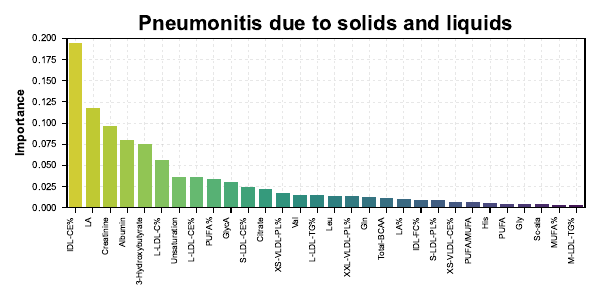 Pneumonitis due to solids and liquids
Importance
0.200
0.175
0.150
0.125
0.100
0.075
0.050
0.025
0.000
IDL-CE%
LA
Creatinine
Albumin
3-Hydroxybutyrate
L-LDL-C%
Unsaturation
L-LDL-CE%
PUFA%
GlycA
S-LDL-CE%
Citrate
XS-VLDL-PL%
Val
L-LDL-TG%
Leu
XXL-VLDL-PL%
Gln
Total-BCAA
LA%
IDL-FC%
S-LDL-PL%
XS-VLDL-CE%
PUFA/MUFA
His
PUFA
Gly
MUFA%
M-LDL-TG%